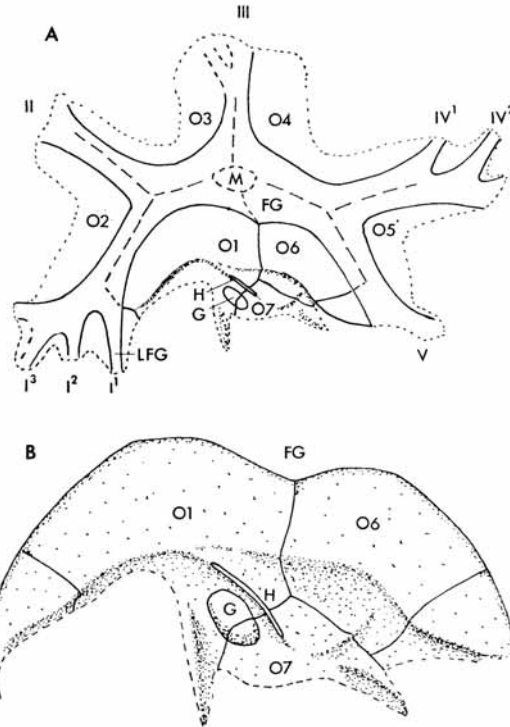 III
A
II
O3
O4
IV¹
IV²
M
FG
O2
O1
O6
O5
H
G
O7
LFG
V
I³ I² I¹
B
FG
O1
O6
H
G
O7